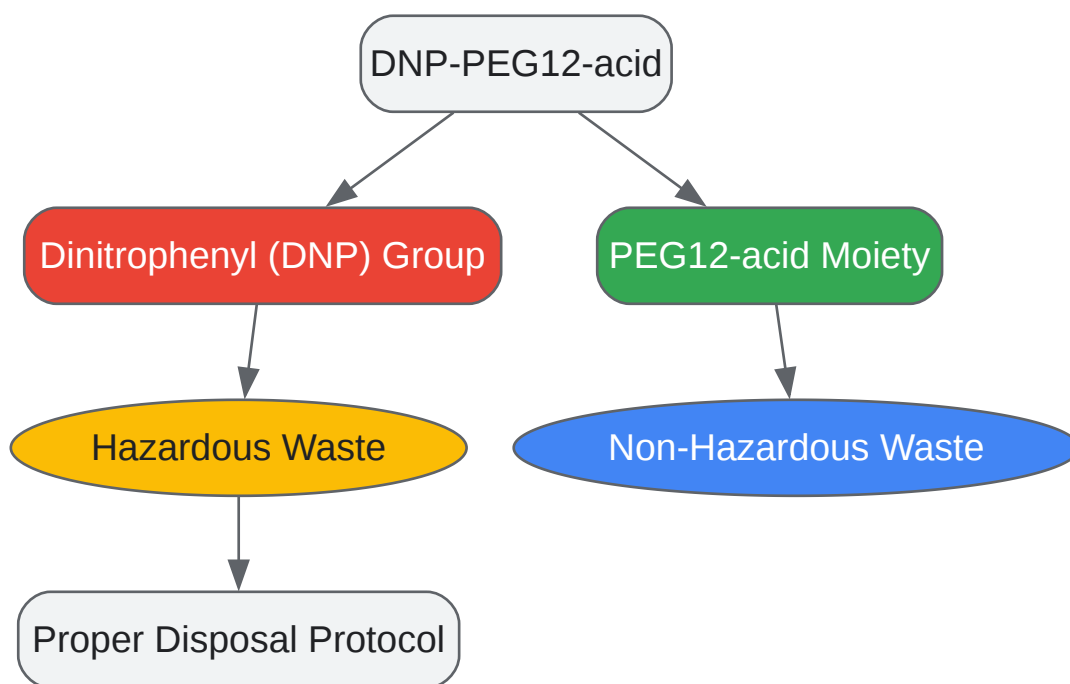 DNP-PEG12-acid
Dinitrophenyl (DNP) Group
PEG12-acid Moiety
Hazardous Waste
Non-Hazardous Waste
Proper Disposal Protocol